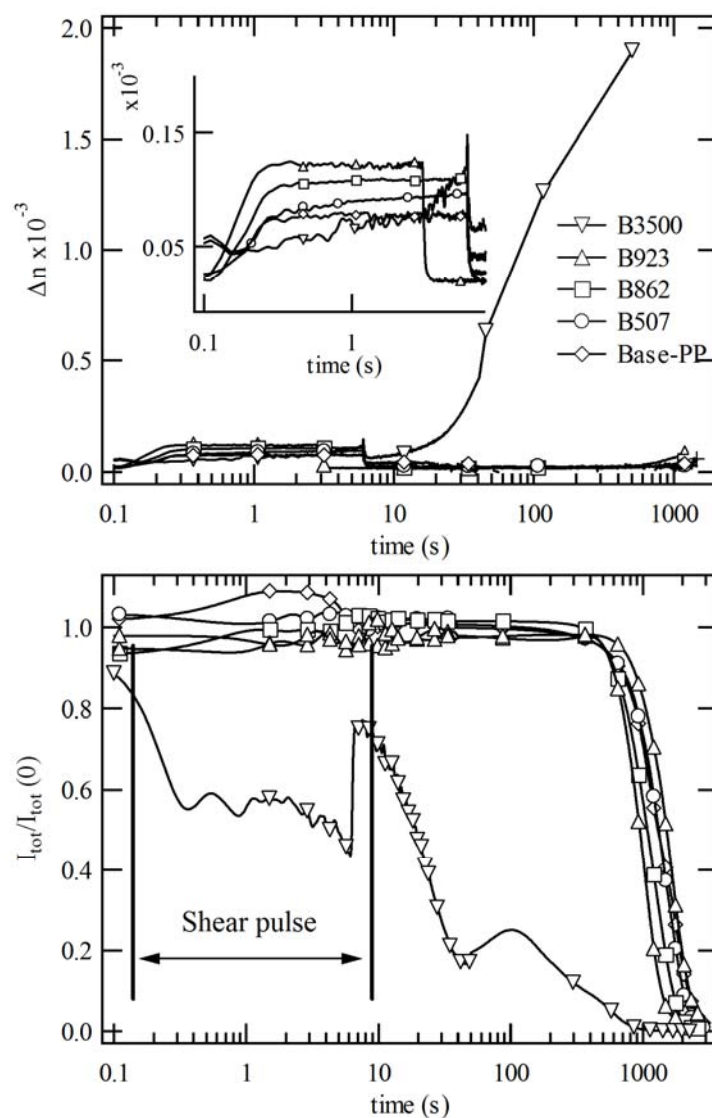 2.0
1.5
1.0
0.5
0.0
Δn x10⁻³
x10⁻³
0.15
0.05
0.1
1
time (s)
B3500
B923
B862
B507
Base-PP
0.1
1
10
100
1000
time (s)
1.0
0.8
0.6
0.4
0.2
0.0
I_tot/I_tot (0)
Shear pulse
0.1
1
10
100
1000
time (s)